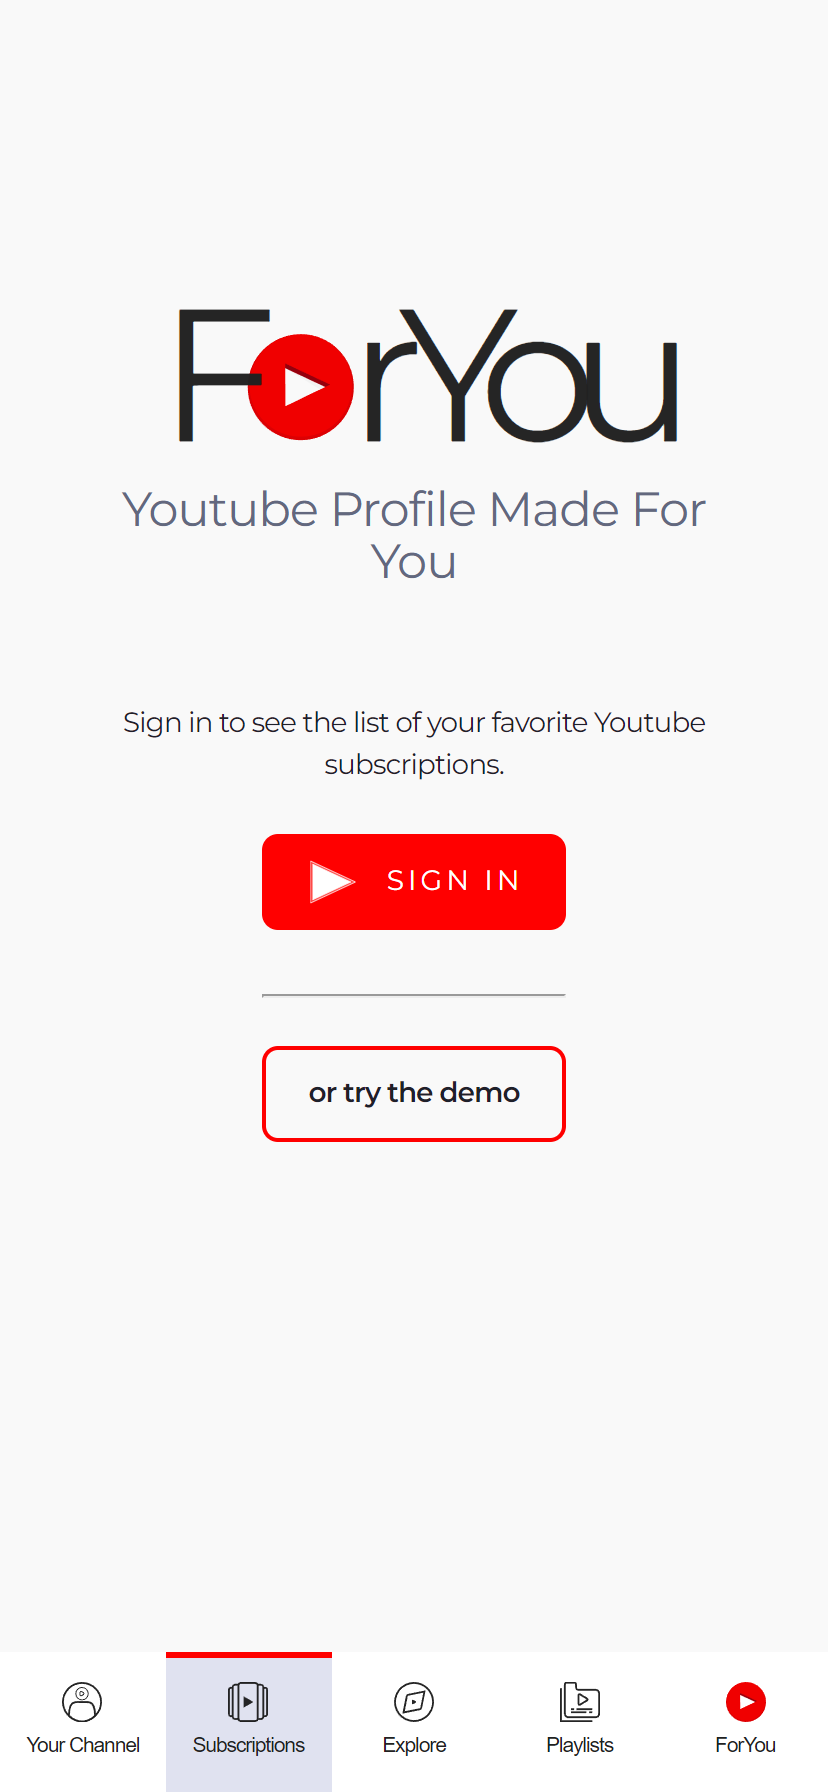 ForYou
Youtube Profile Made For
You
Sign in to see the list of your favorite Youtube
subscriptions.
SIGN IN
or try the demo
Your Channel
Subscriptions
Explore
Playlists
ForYou